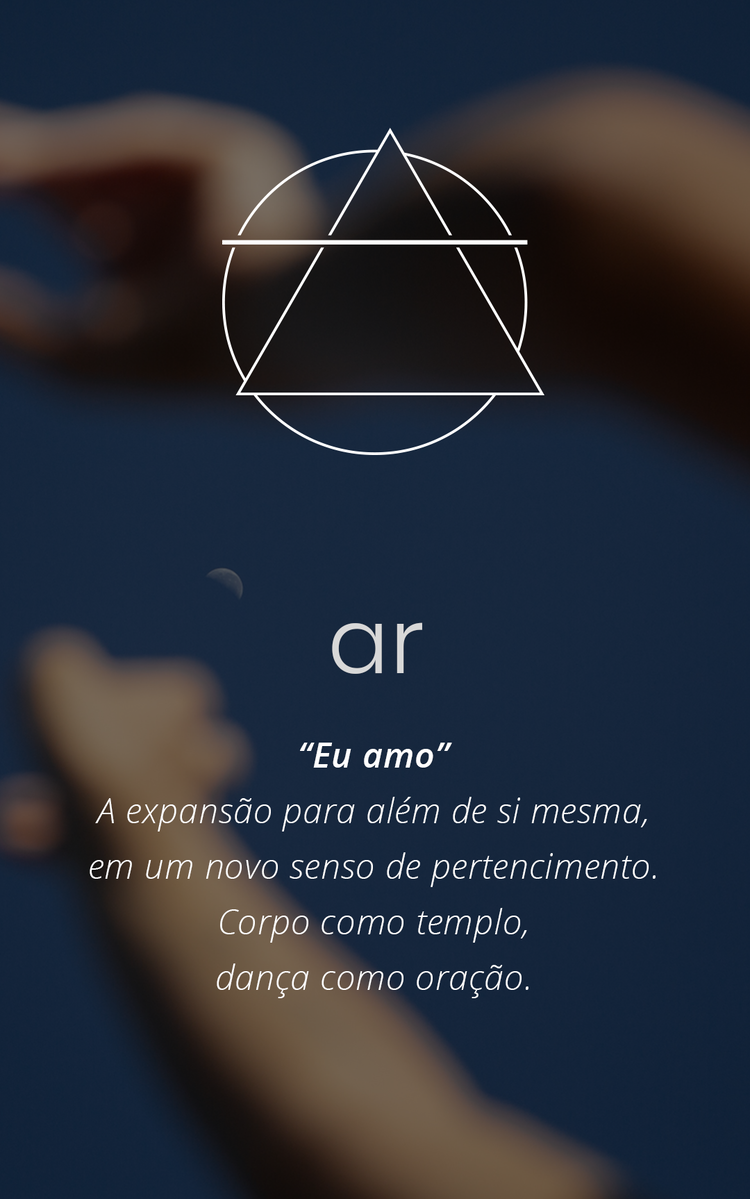 ar
“Eu amo”
A expansão para além de si mesma,
em um novo senso de pertencimento.
Corpo como templo,
dança como oração.